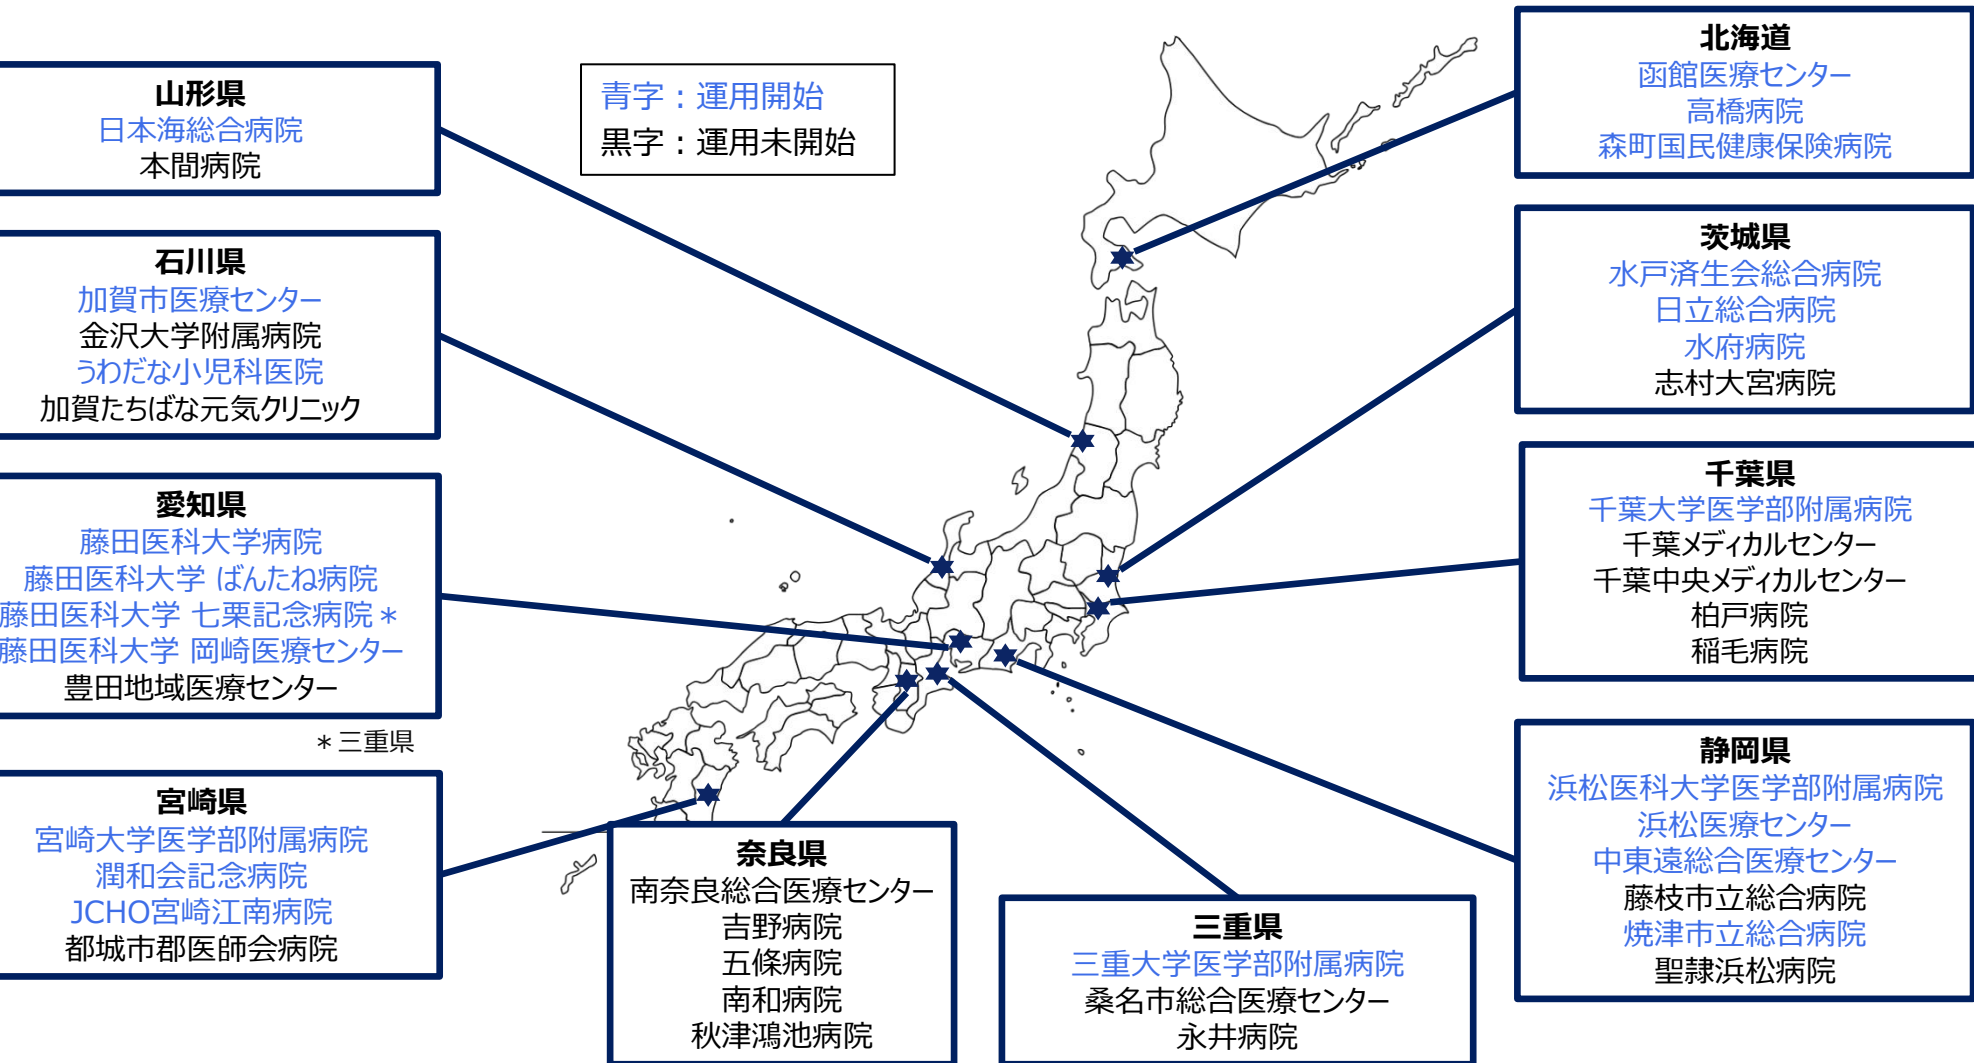 山形県
日本海総合病院
本間病院
青字：運用開始
黒字：運用未開始
北海道
函館医療センター
高橋病院
森町国民健康保険病院
石川県
加賀市医療センター
金沢大学附属病院
うわだな小児科医院
加賀たちばな元気クリニック
茨城県
水戸済生会総合病院
日立総合病院
水府病院
志村大宮病院
愛知県
藤田医科大学病院
藤田医科大学 ばんたね病院
藤田医科大学 七栗記念病院＊
藤田医科大学 岡崎医療センター
豊田地域医療センター
＊三重県
千葉県
千葉大学医学部附属病院
千葉メディカルセンター
千葉中央メディカルセンター
柏戸病院
稲毛病院
宮崎県
宮崎大学医学部附属病院
潤和会記念病院
JCHO宮崎江南病院
都城市郡医師会病院
奈良県
南奈良総合医療センター
吉野病院
五條病院
南和病院
秋津鴻池病院
三重県
三重大学医学部附属病院
桑名市総合医療センター
永井病院
静岡県
浜松医科大学医学部附属病院
浜松医療センター
中東遠総合医療センター
藤枝市立総合病院
焼津市立総合病院
聖隷浜松病院